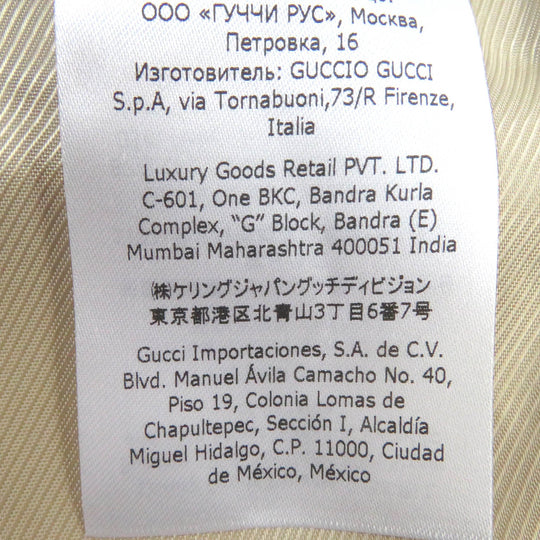 ООО «ГУЧЧИ РУС», Москва,
Петровка, 16
Изготовитель: GUCCIO GUCCI
S.p.A, via Tornabuoni,73/R Firenze,
Italia
Luxury Goods Retail PVT. LTD.
C-601, One BKC, Bandra Kurla
Complex, “G” Block, Bandra (E)
Mumbai Maharashtra 400051 India
㈱ケリングジャパングッチディビジョン
東京都港区北青山3丁目6番7号
Gucci Importaciones, S.A. de C.V.
Blvd. Manuel Ávila Camacho No. 40,
Piso 19, Colonia Lomas de
Chapultepec, Sección I, Alcaldía
Miguel Hidalgo, C.P. 11000, Ciudad
de México, México